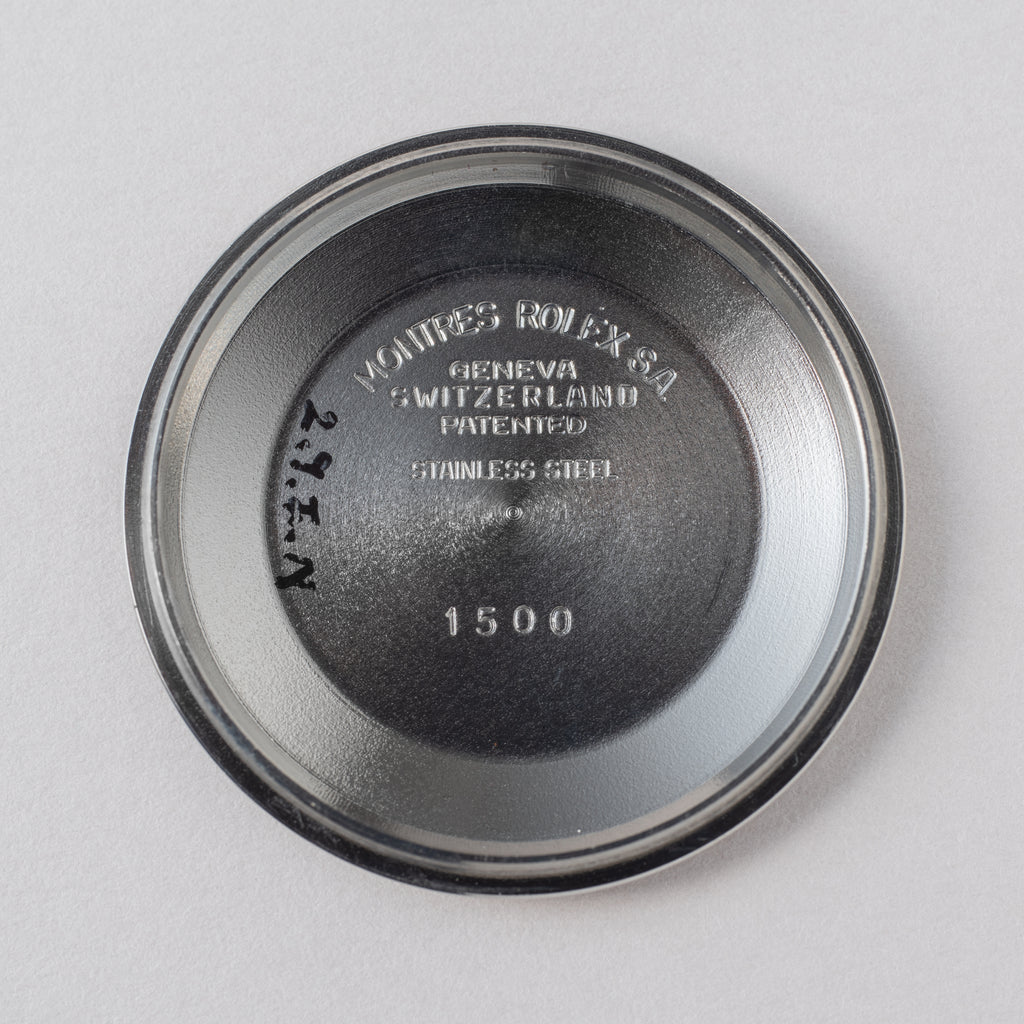 MONTRES ROLEX S.A.
GENEVA
SWITZERLAND
PATENTED
STAINLESS STEEL
1500